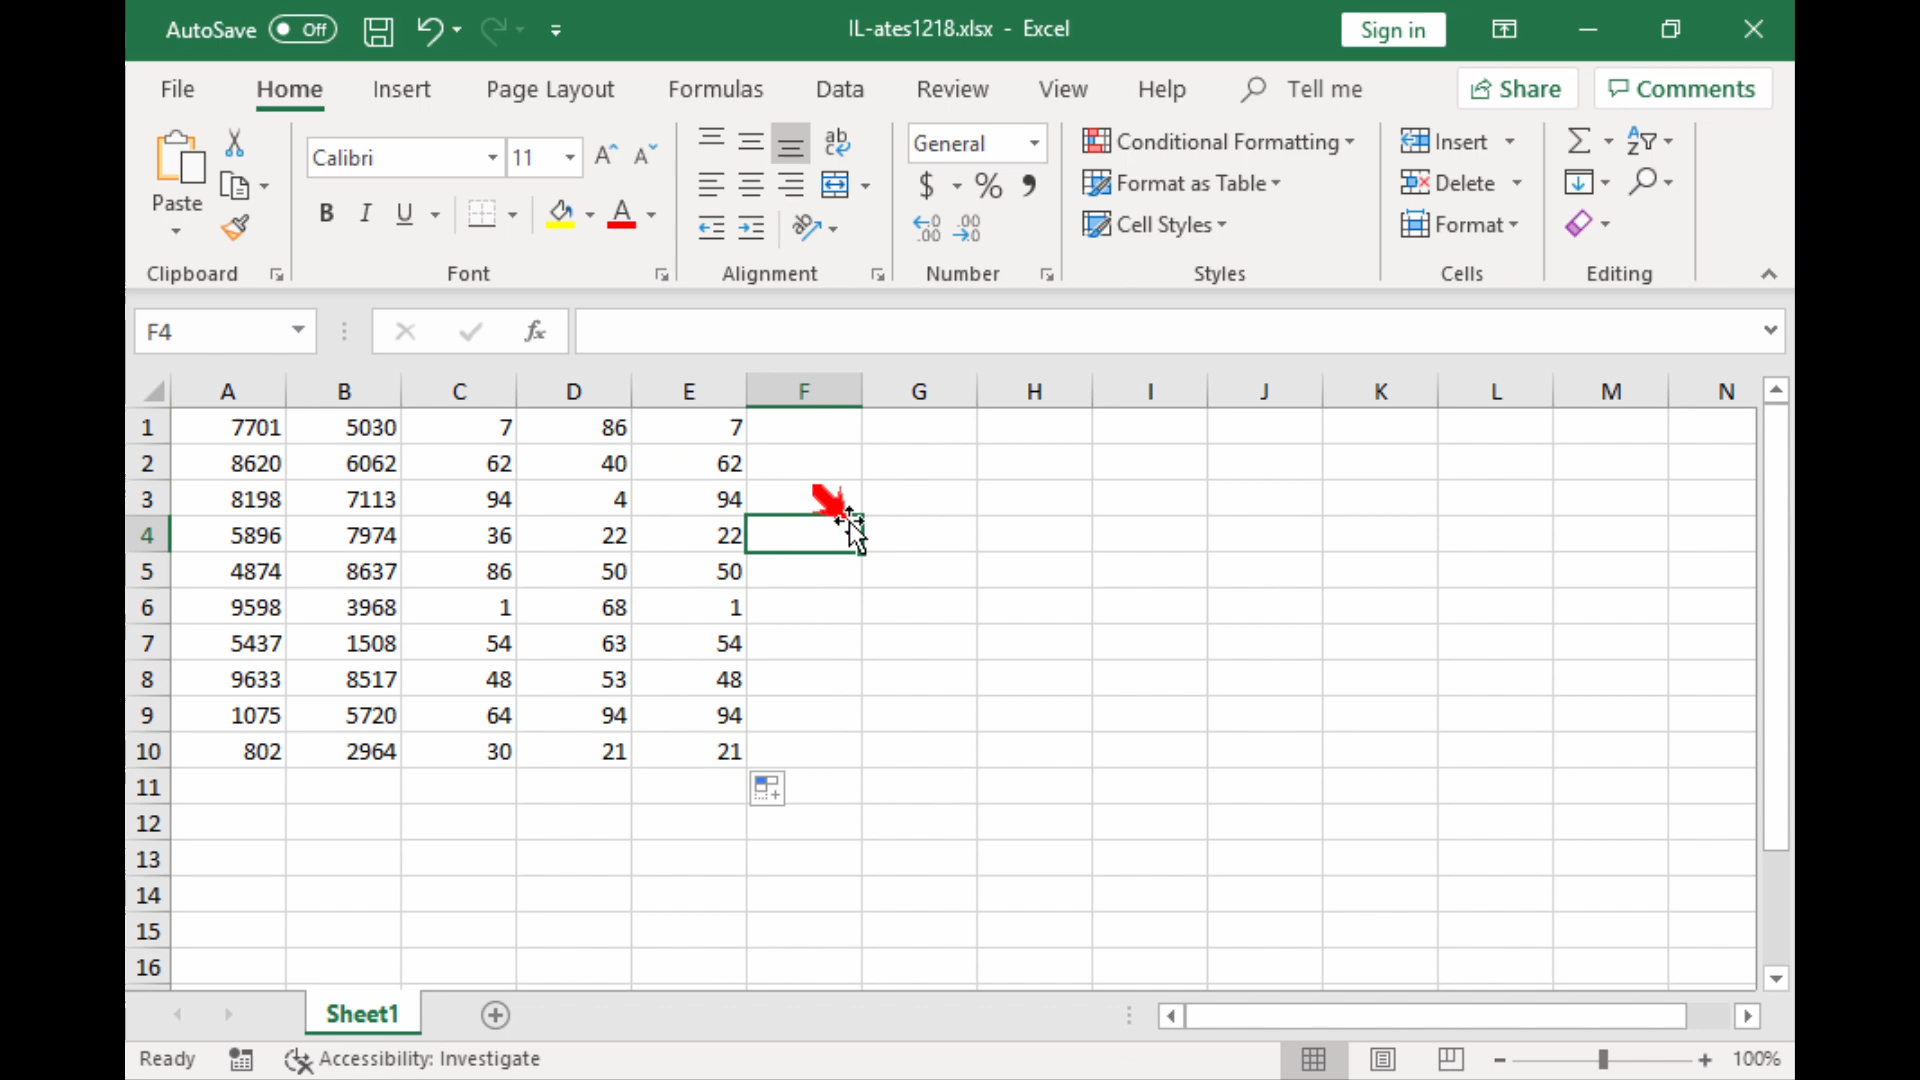 AutoSave Off IL-ates1218.xlsx - Excel Sign in
File Home Insert Page Layout Formulas Data Review View Help Tell me Share Comments
Paste Calibri 11 B I U A A General $ % Conditional Formatting Format as Table Cell Styles Insert Delete Format
Clipboard Font Alignment Number Styles Cells Editing
F4 fx
A B C D E F G H I J K L M N
1 7701 5030 7 86 7
2 8620 6062 62 40 62
3 8198 7113 94 4 94
4 5896 7974 36 22 22
5 4874 8637 86 50 50
6 9598 3968 1 68 1
7 5437 1508 54 63 54
8 9633 8517 48 53 48
9 1075 5720 64 94 94
10 802 2964 30 21 21
11
12
13
14
15
16
Sheet1
Ready Accessibility: Investigate 100%